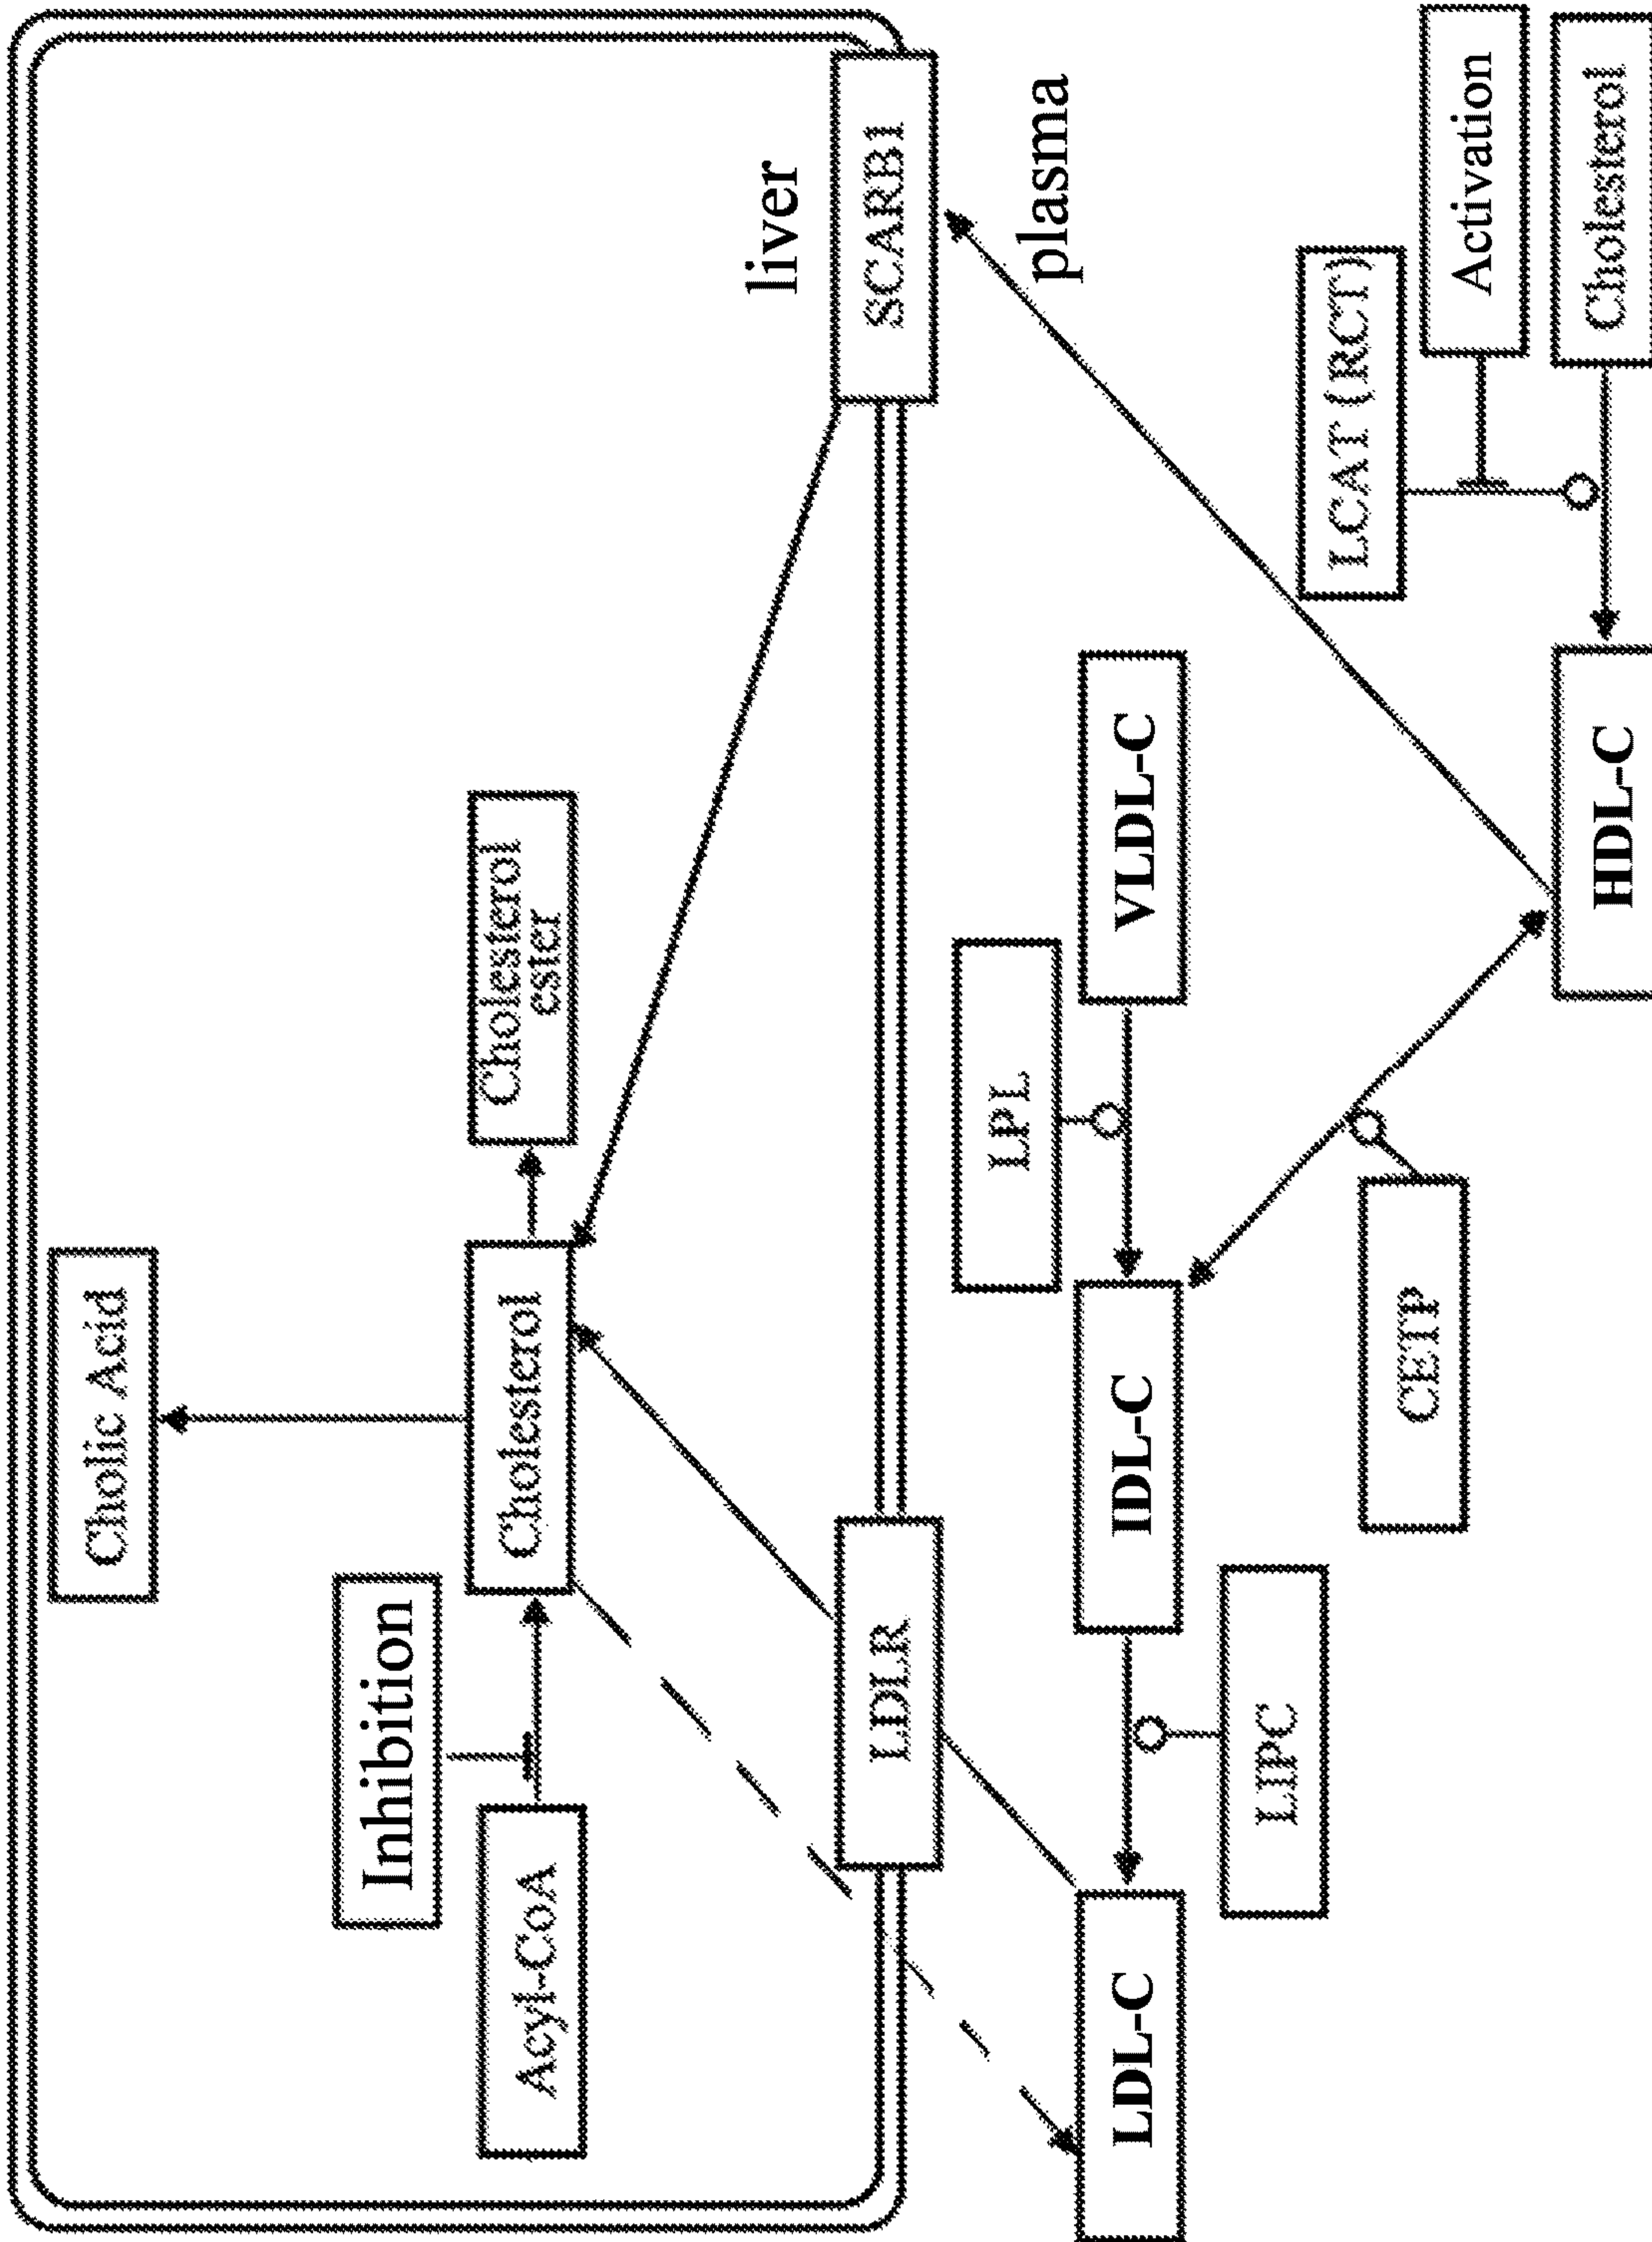 Cholic Acid
Inhibition
Acyl-CoA
Cholesterol
Cholesterol
ester
liver
LDLR
SCARB1
plasma
LPL
LDL-C
IDL-C
VLDL-C
LIPC
CETP
LCAT (RCT)
Activation
HDL-C
Cholesterol